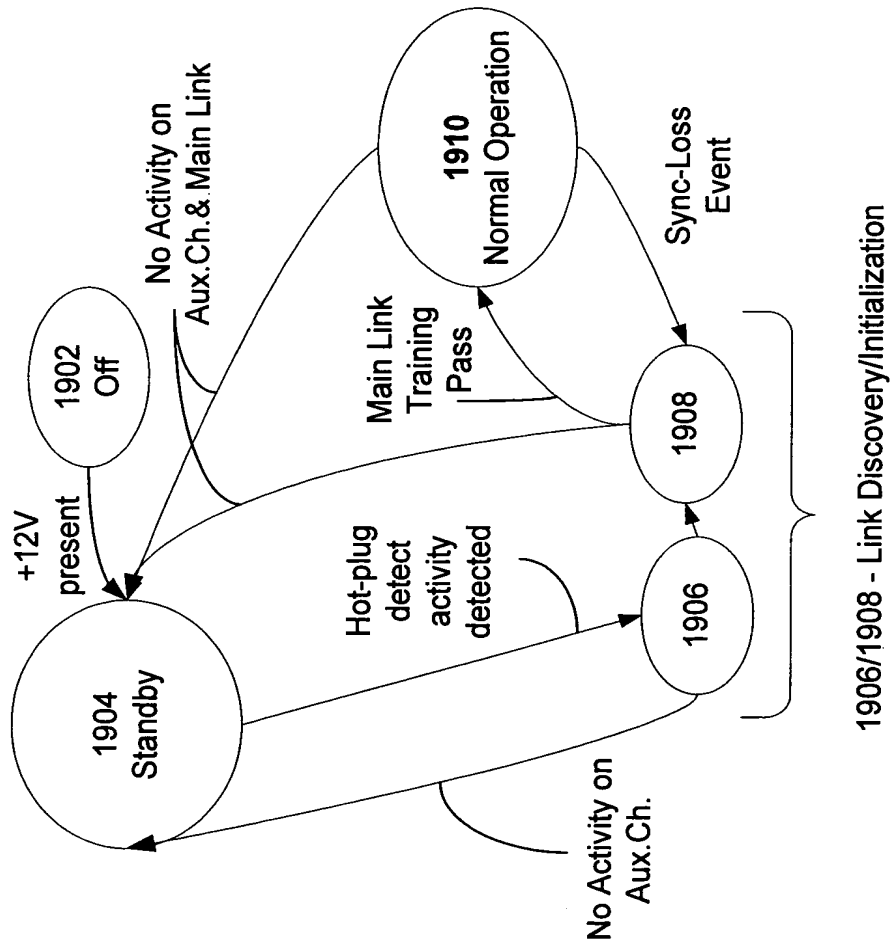 1902
Off
+12V
present
1904
Standby
No Activity on
Aux.Ch.& Main Link
Hot-plug
detect
activity
detected
Main Link
Training
Pass
1910
Normal Operation
No Activity on
Aux.Ch.
1906
1908
Sync-Loss
Event
1906/1908 - Link Discovery/Initialization